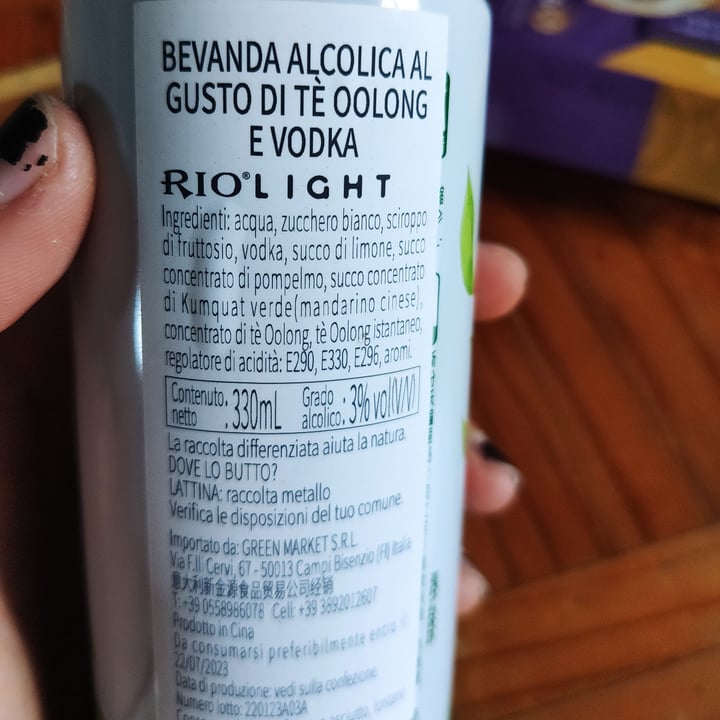 BEVANDA ALCOLICA AL
GUSTO DI TÈ OOLONG
E VODKA
RIO® LIGHT
Ingredienti: acqua, zucchero bianco, sciroppo
di fruttosio, vodka, succo di limone, succo
concentrato di pompelmo, succo concentrato
di Kumquat verde(mandarino cinese),
concentrato di tè Oolong, tè Oolong istantaneo,
regolatore di acidità: E290, E330, E296, aromi.
Contenuto netto : 330mL Grado alcolico : 3% vol(V/V)
La raccolta differenziata aiuta la natura.
DOVE LO BUTTO?
LATTINA: raccolta metallo
Verifica le disposizioni del tuo comune.
Importato da: GREEN MARKET S.R.L
Via F.lli Cervi, 67 - 50013 Campi Bisenzio (FI) Italia
意大利新金源食品贸易公司经销
T: +39 0558986078 Cell: +39 3892012607
Prodotto in Cina
Da consumarsi preferibilmente entro il:
22/07/2023
Data di produzione: vedi sulla confezione
Numero lotto: 220123A03A